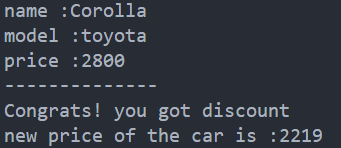 name :Corolla
model :toyota
price :2800
--------------
Congrats! you got discount
new price of the car is :2219